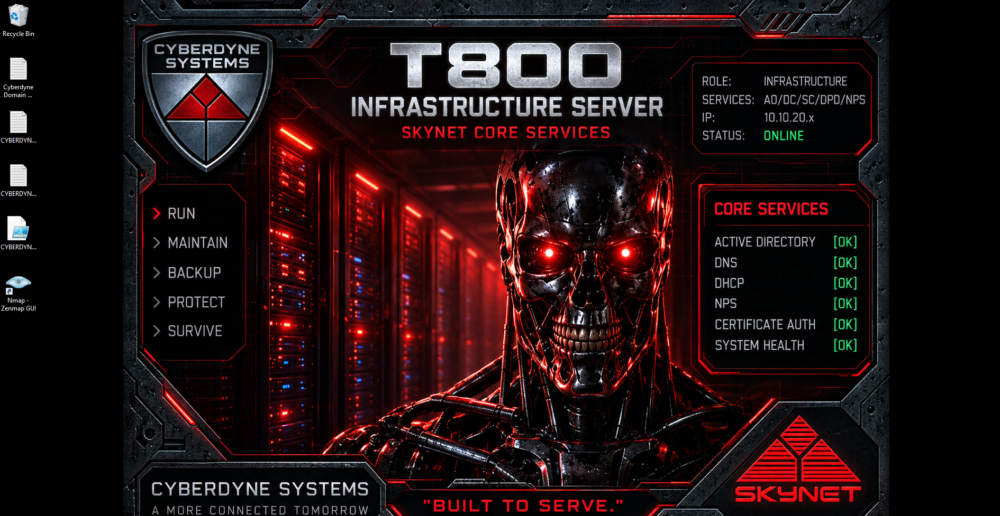 Recycle Bin
Cyberdyne
Domain ...
CYBERDYN...
CYBERDYN...
CYBERDYN...
Nmap -
Zenmap GUI
CYBERDYNE
SYSTEMS
T800
INFRASTRUCTURE SERVER
SKYNET CORE SERVICES
ROLE: INFRASTRUCTURE
SERVICES: AO/DC/SC/DPD/NPS
IP: 10.10.20.x
STATUS: ONLINE
RUN
MAINTAIN
BACKUP
PROTECT
SURVIVE
CORE SERVICES
ACTIVE DIRECTORY [OK]
DNS [OK]
DHCP [OK]
NPS [OK]
CERTIFICATE AUTH [OK]
SYSTEM HEALTH [OK]
CYBERDYNE SYSTEMS
A MORE CONNECTED TOMORROW
"BUILT TO SERVE."
SKYNET